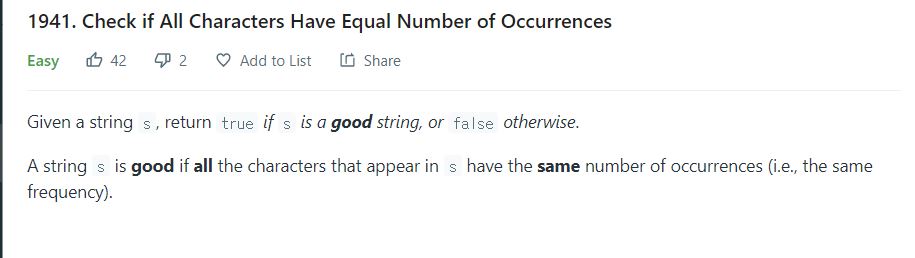 1941. Check if All Characters Have Equal Number of Occurrences
Easy 42 2 Add to List Share
Given a string s, return true if s is a good string, or false otherwise.
A string s is good if all the characters that appear in s have the same number of occurrences (i.e., the same
frequency).